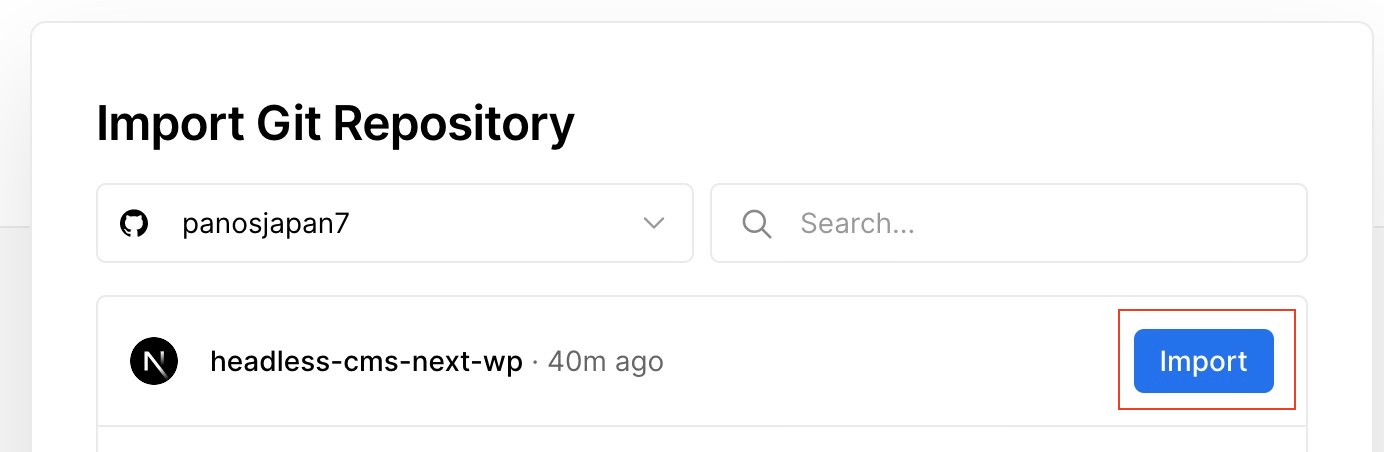 Import Git Repository
panosjapan7
Search...
headless-cms-next-wp · 40m ago
Import